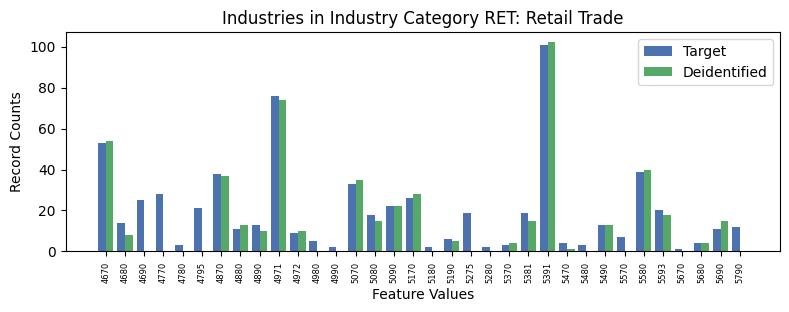 Industries in Industry Category RET: Retail Trade
Target
Deidentified
Record Counts
100
80
60
40
20
0
4670 4680 4690 4770 4780 4795 4870 4880 4890 4971 4972 4980 4990 5070 5080 5090 5170 5180 5190 5275 5280 5370 5381 5391 5470 5480 5490 5570 5580 5593 5670 5680 5690 5790
Feature Values